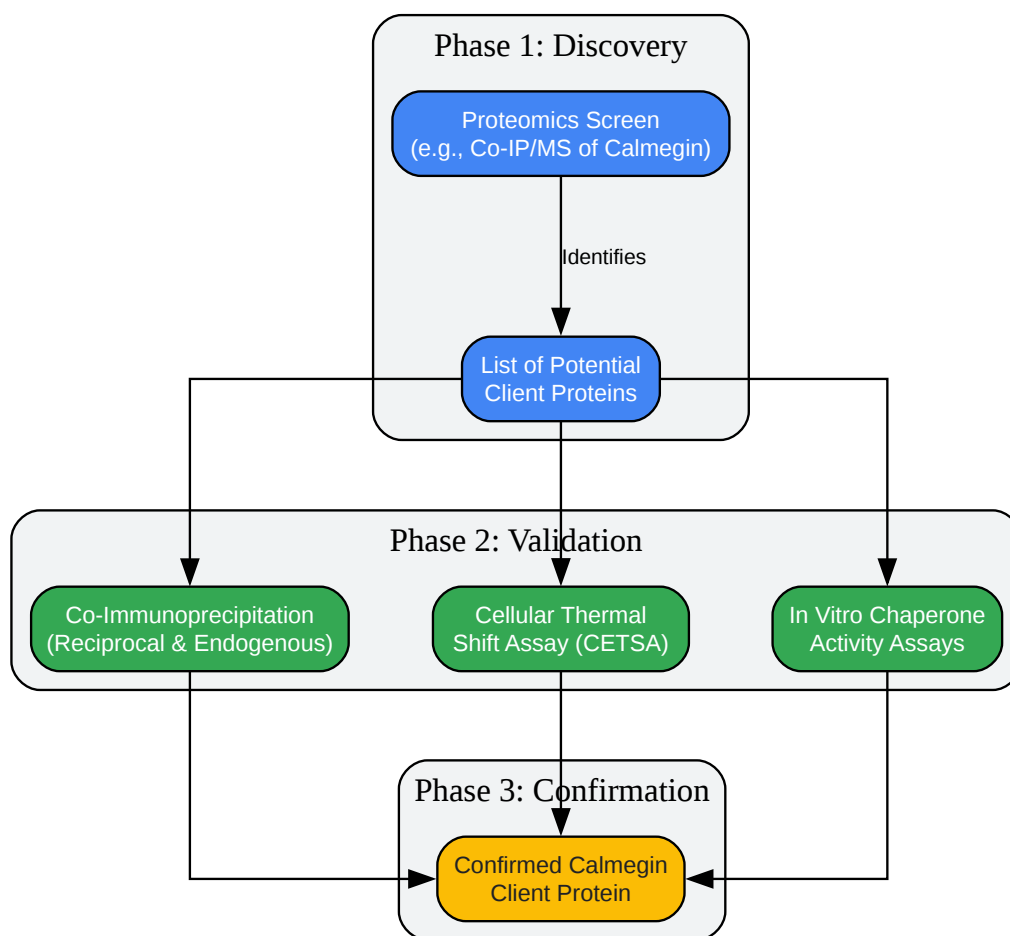 Phase 1: Discovery
Proteomics Screen
(e.g., Co-IP/MS of Calmegin)
Identifies
List of Potential
Client Proteins
Phase 2: Validation
Co-Immunoprecipitation
(Reciprocal & Endogenous)
Cellular Thermal
Shift Assay (CETSA)
In Vitro Chaperone
Activity Assays
Phase 3: Confirmation
Confirmed Calmegin
Client Protein